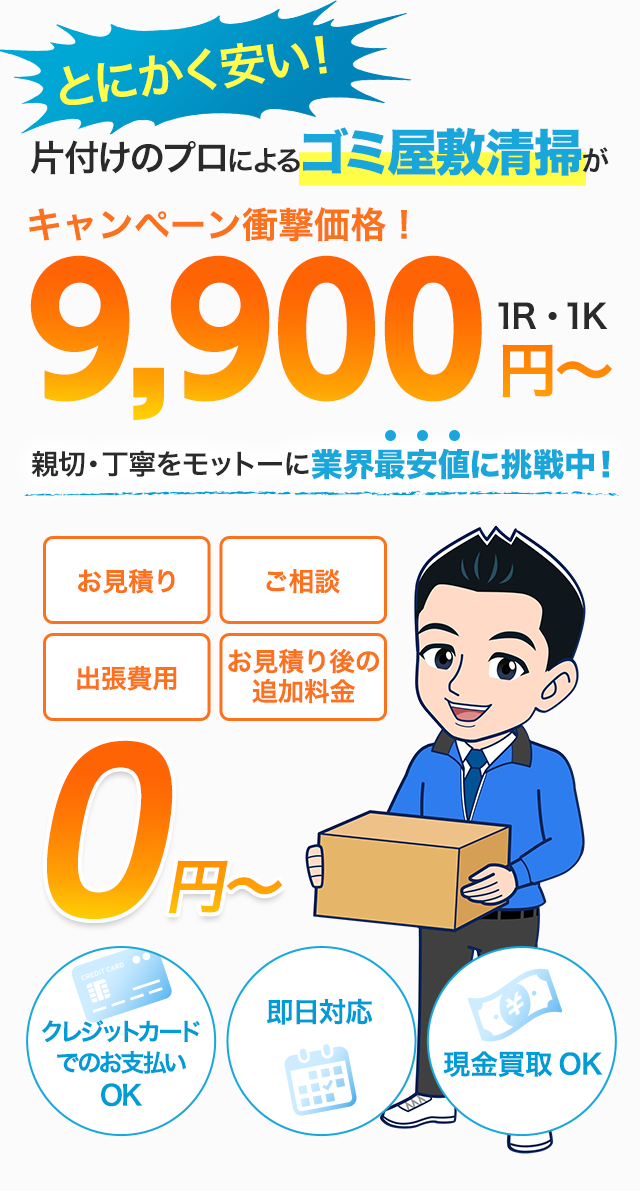 とにかく安い！
片付けのプロによるゴミ屋敷清掃が
キャンペーン衝撃価格！
9,900
1R・1K
円〜
親切・丁寧をモットーに業界最安値に挑戦中！
お見積り
ご相談
出張費用
お見積り後の
追加料金
0円〜
CREDIT CARD
クレジットカード
でのお支払い
OK
即日対応
¥
現金買取 OK